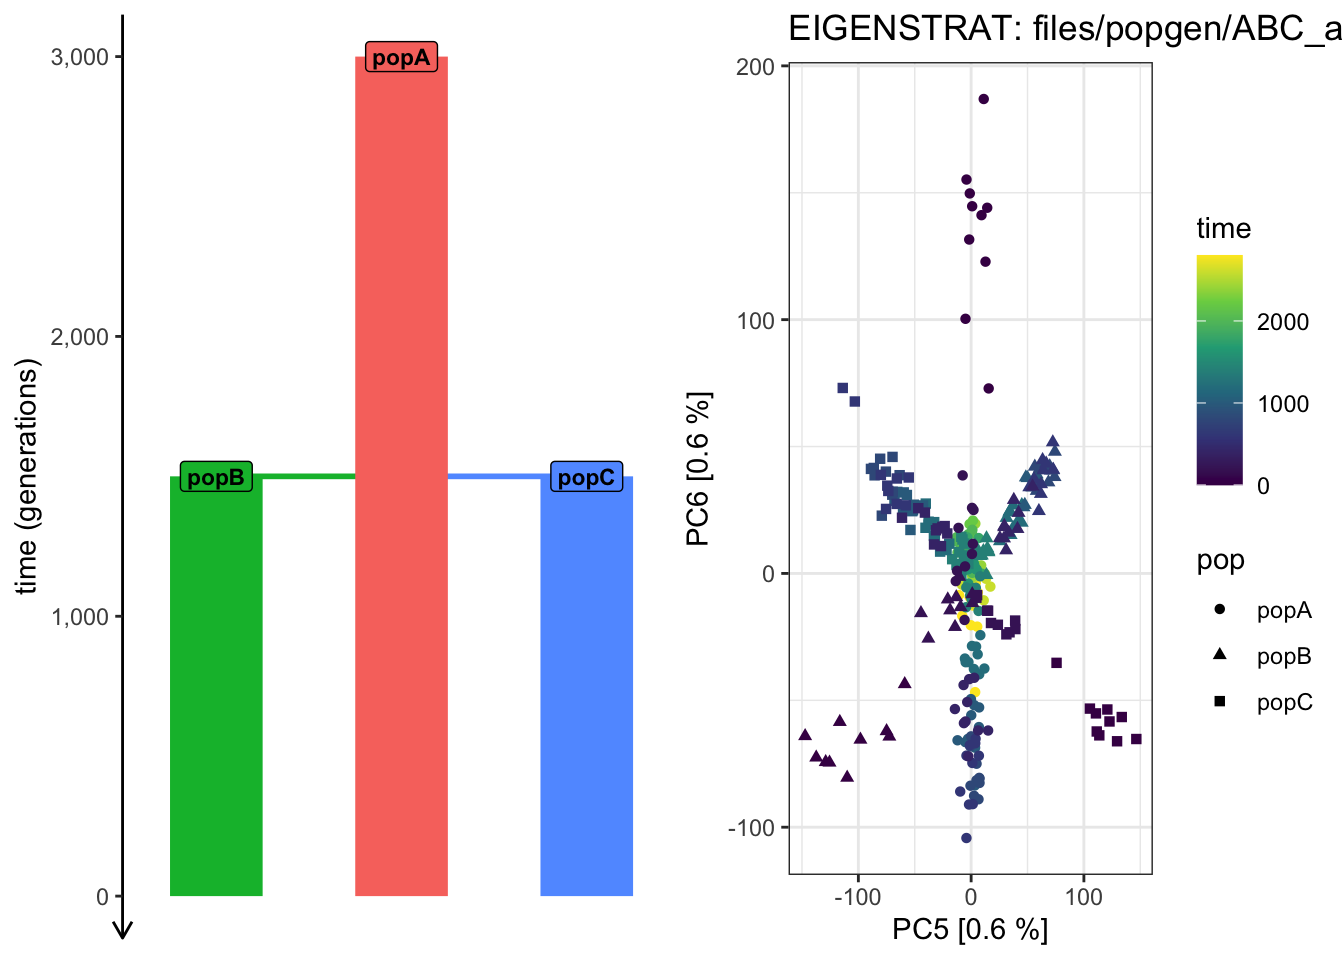 time (generations)
3,000
2,000
1,000
0
popA
popB
popC
EIGENSTRAT: files/popgen/ABC_a
PC6 [0.6 %]
200
100
0
-100
-100
0
100
PC5 [0.6 %]
time
2000
1000
0
pop
popA
popB
popC